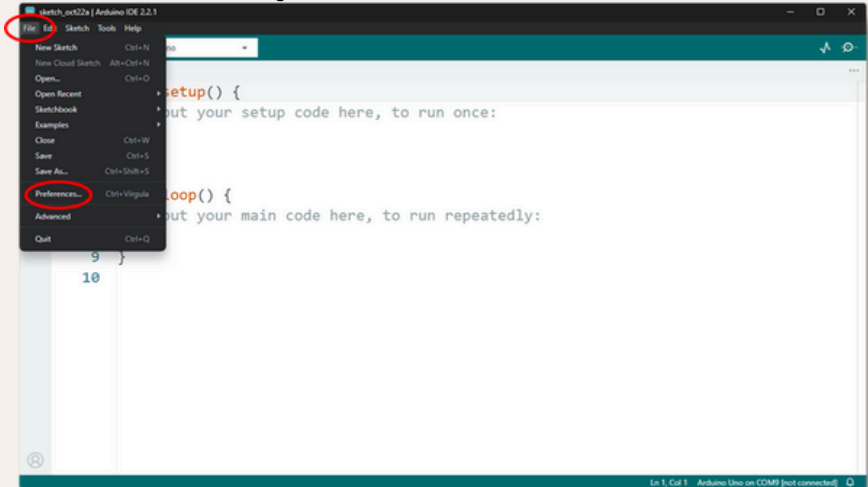 sketch_oct22a | Arduino IDE 2.2.1
File Edit Sketch Tools Help
New Sketch Ctrl+N
New Cloud Sketch Alt+Ctrl+N
Open... Ctrl+O
Open Recent
Sketchbook
Examples
Close Ctrl+W
Save Ctrl+S
Save As... Ctrl+Shift+S
Preferences... Ctrl+Virgula
Advanced
Quit Ctrl+Q
no
setup() {
put your setup code here, to run once:
loop() {
put your main code here, to run repeatedly:
9 }
10
Ln 1, Col 1 Arduino Uno on COM9 [not connected]